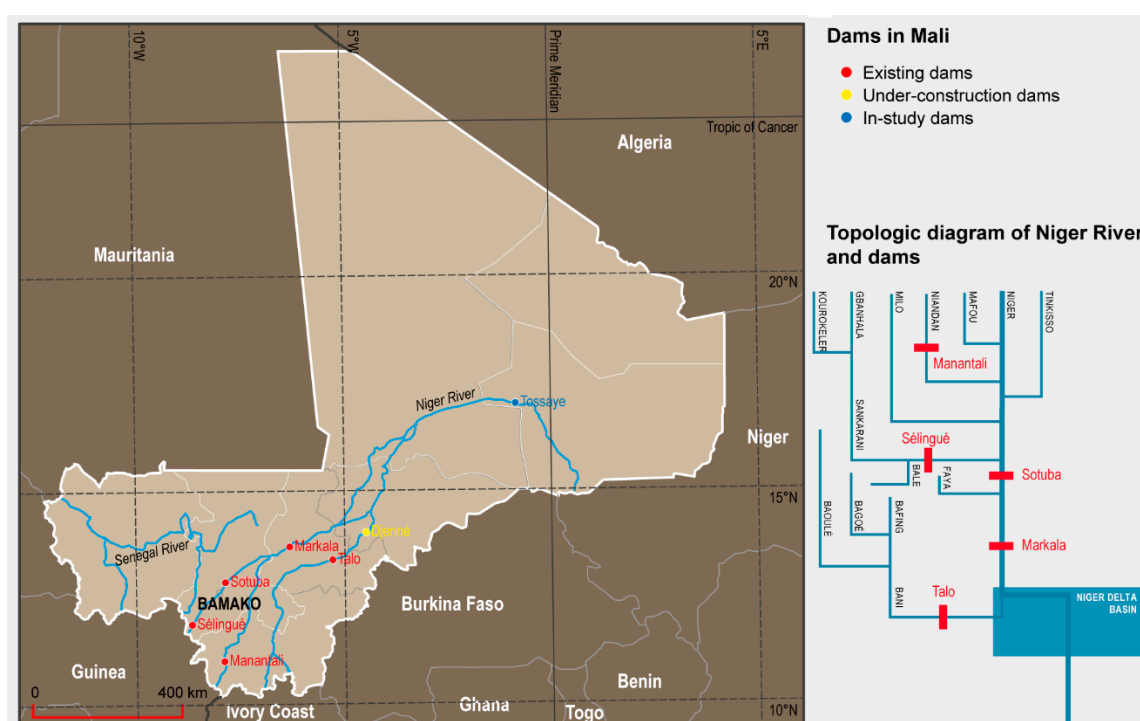 10°W
5°W
Prime Meridian
5°E
Tropic of Cancer
Algeria
Mauritania
20°N
Niger River
Tossaye
Niger
15°N
Djenné
Senegal River
Markala
Talo
Sotuba
BAMAKO
Burkina Faso
Sélingué
Manantali
Guinea
Benin
0
400 km
Ivory Coast
Ghana
Togo
10°N
Dams in Mali
Existing dams
Under-construction dams
In-study dams
Topologic diagram of Niger River
and dams
KOUROKELER
GBANHALA
MILO
NIANDAN
MAFOU
NIGER
TINKISSO
Manantali
SANKARANI
Sélingué
BALE
FAYA
Sotuba
BAOULÉ
BAGOÉ
BAFING
Markala
BANI
Talo
NIGER DELTA
BASIN